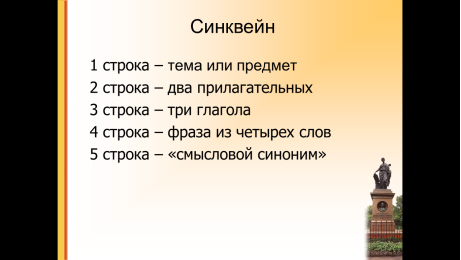 Синквейн
1 строка – тема или предмет
2 строка – два прилагательных
3 строка – три глагола
4 строка – фраза из четырех слов
5 строка – «смысловой синоним»